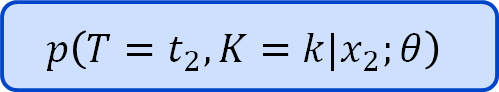 p(T = t₂, K = k|x₂; θ)